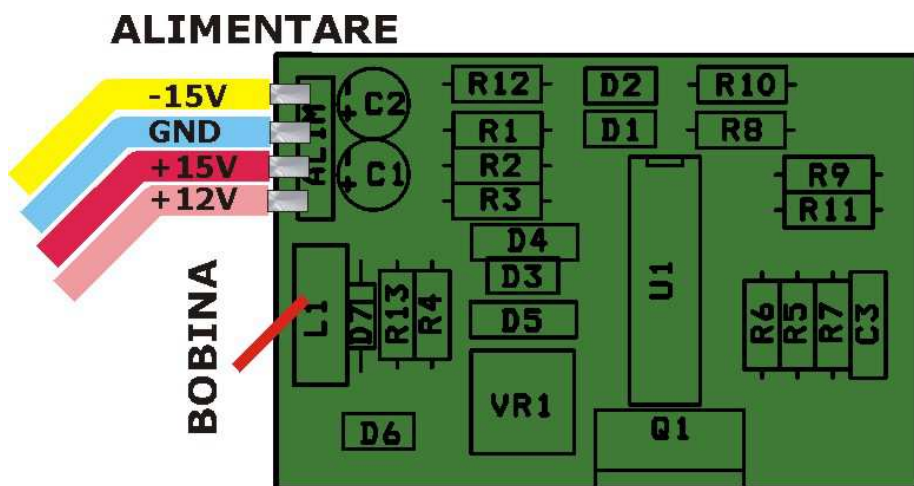 ALIMENTARE
-15V
GND
+15V
+12V
ALIM
- + C2
- + C1
R12
R1
R2
R3
D2
D1
R10
R8
R9
R11
D4
D3
D5
U1
BOBINA
L1
D7
R13
R4
R6
R5
R7
C3
VR1
D6
Q1